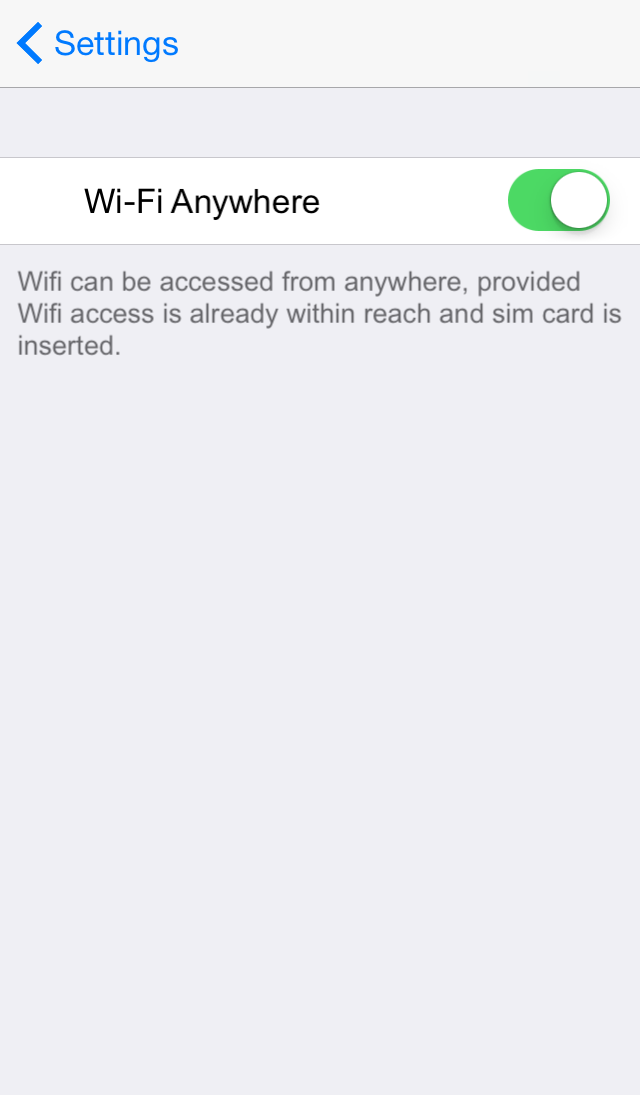 Settings
Wi-Fi Anywhere
Wifi can be accessed from anywhere, provided
Wifi access is already within reach and sim card is
inserted.